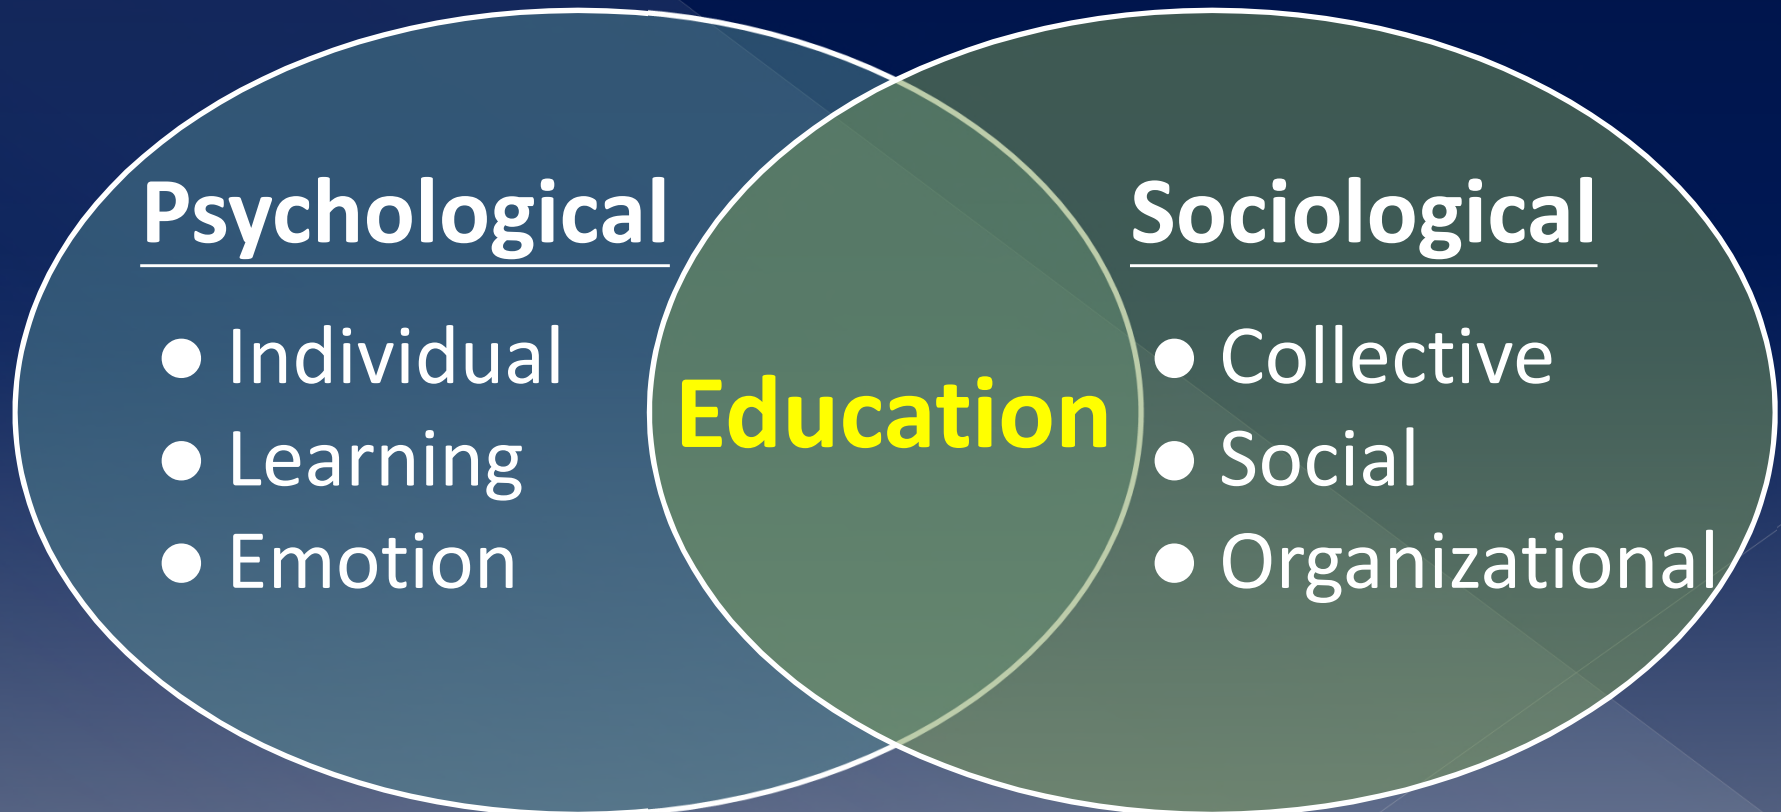 Psychological
● Individual
● Learning
● Emotion
Education
Sociological
● Collective
● Social
● Organizational